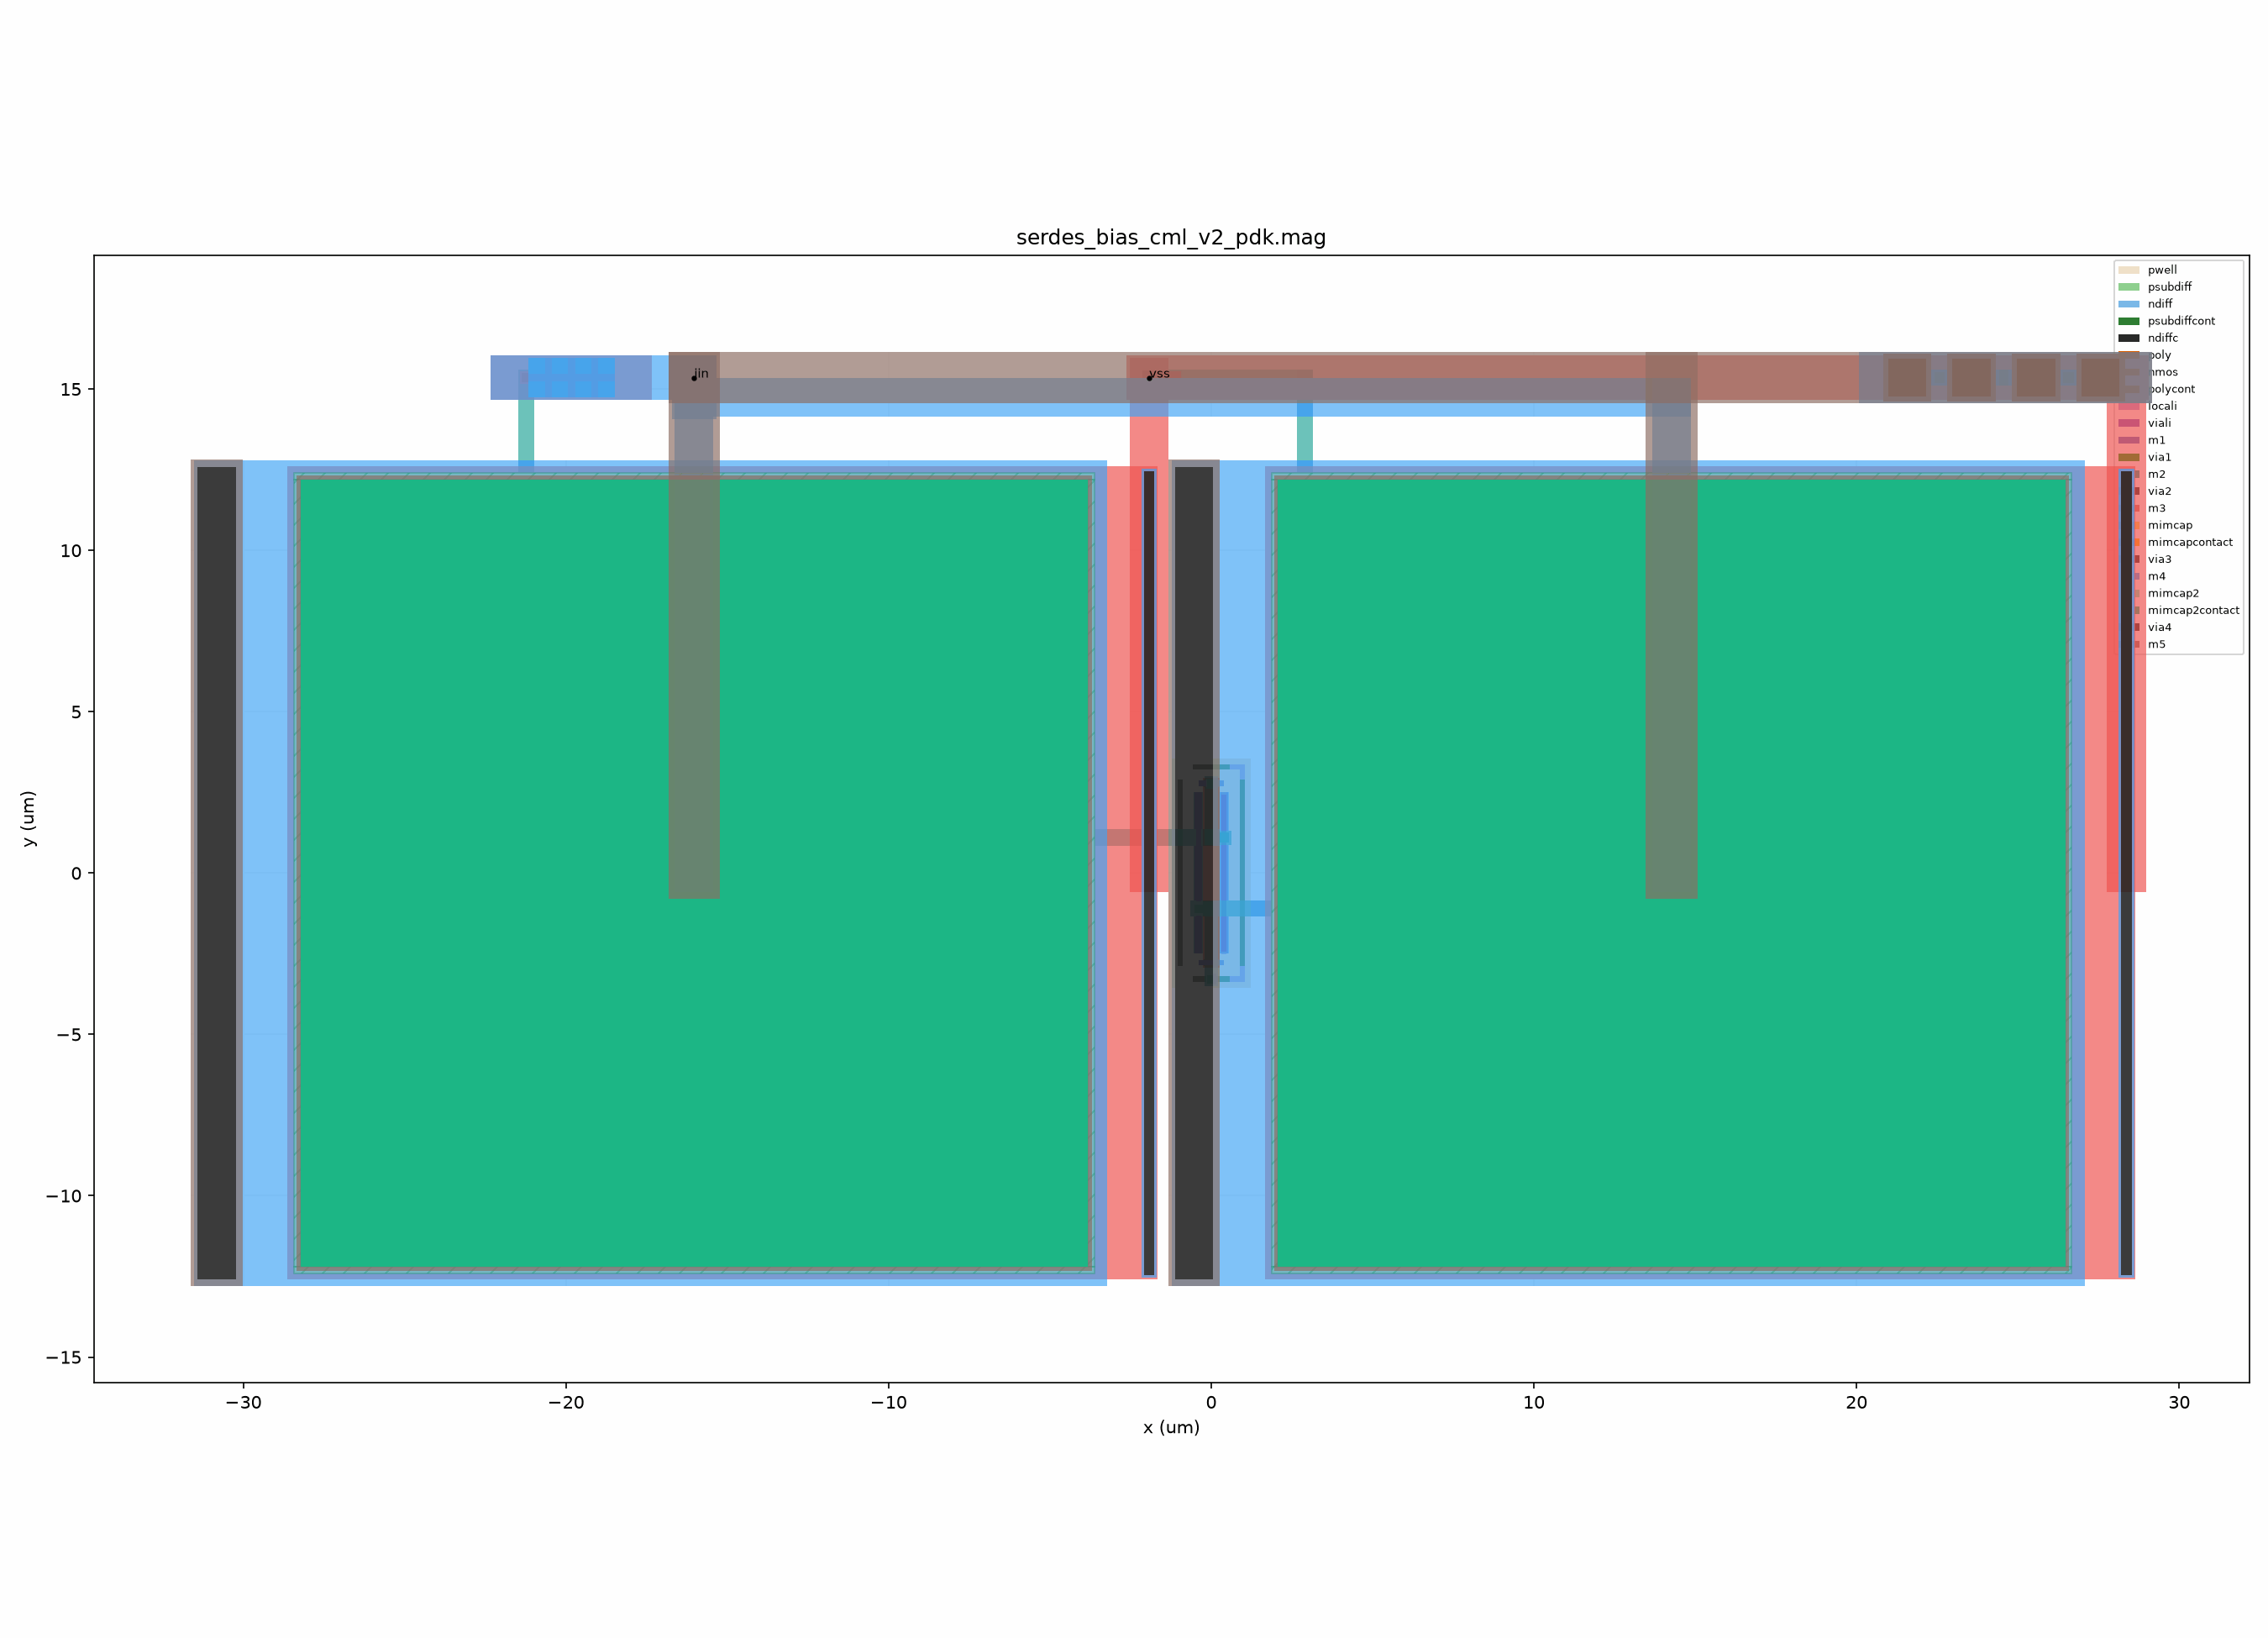 serdes_bias_cml_v2_pdk.mag
pwell
psubdiff
ndiff
psubdiffcont
ndiffc
poly
nmos
polycont
locali
viali
m1
via1
m2
via2
m3
mimcap
mimcapcontact
via3
m4
mimcap2
mimcap2contact
via4
m5
iin
vss
15
10
5
0
−5
−10
−15
y (um)
−30
−20
−10
0
10
20
30
x (um)